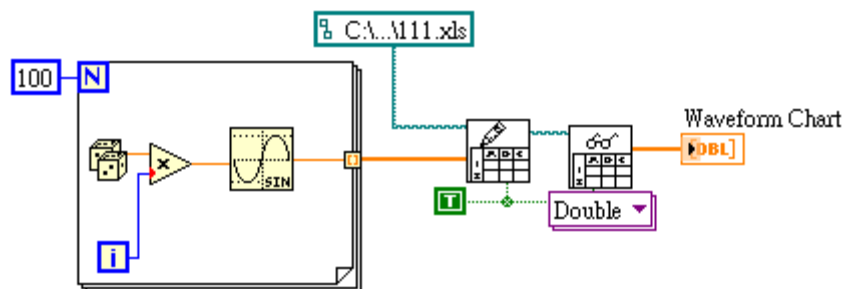 C:\...\111.xls
100
N
Waveform Chart
DBL]
SIN
T
Double
i